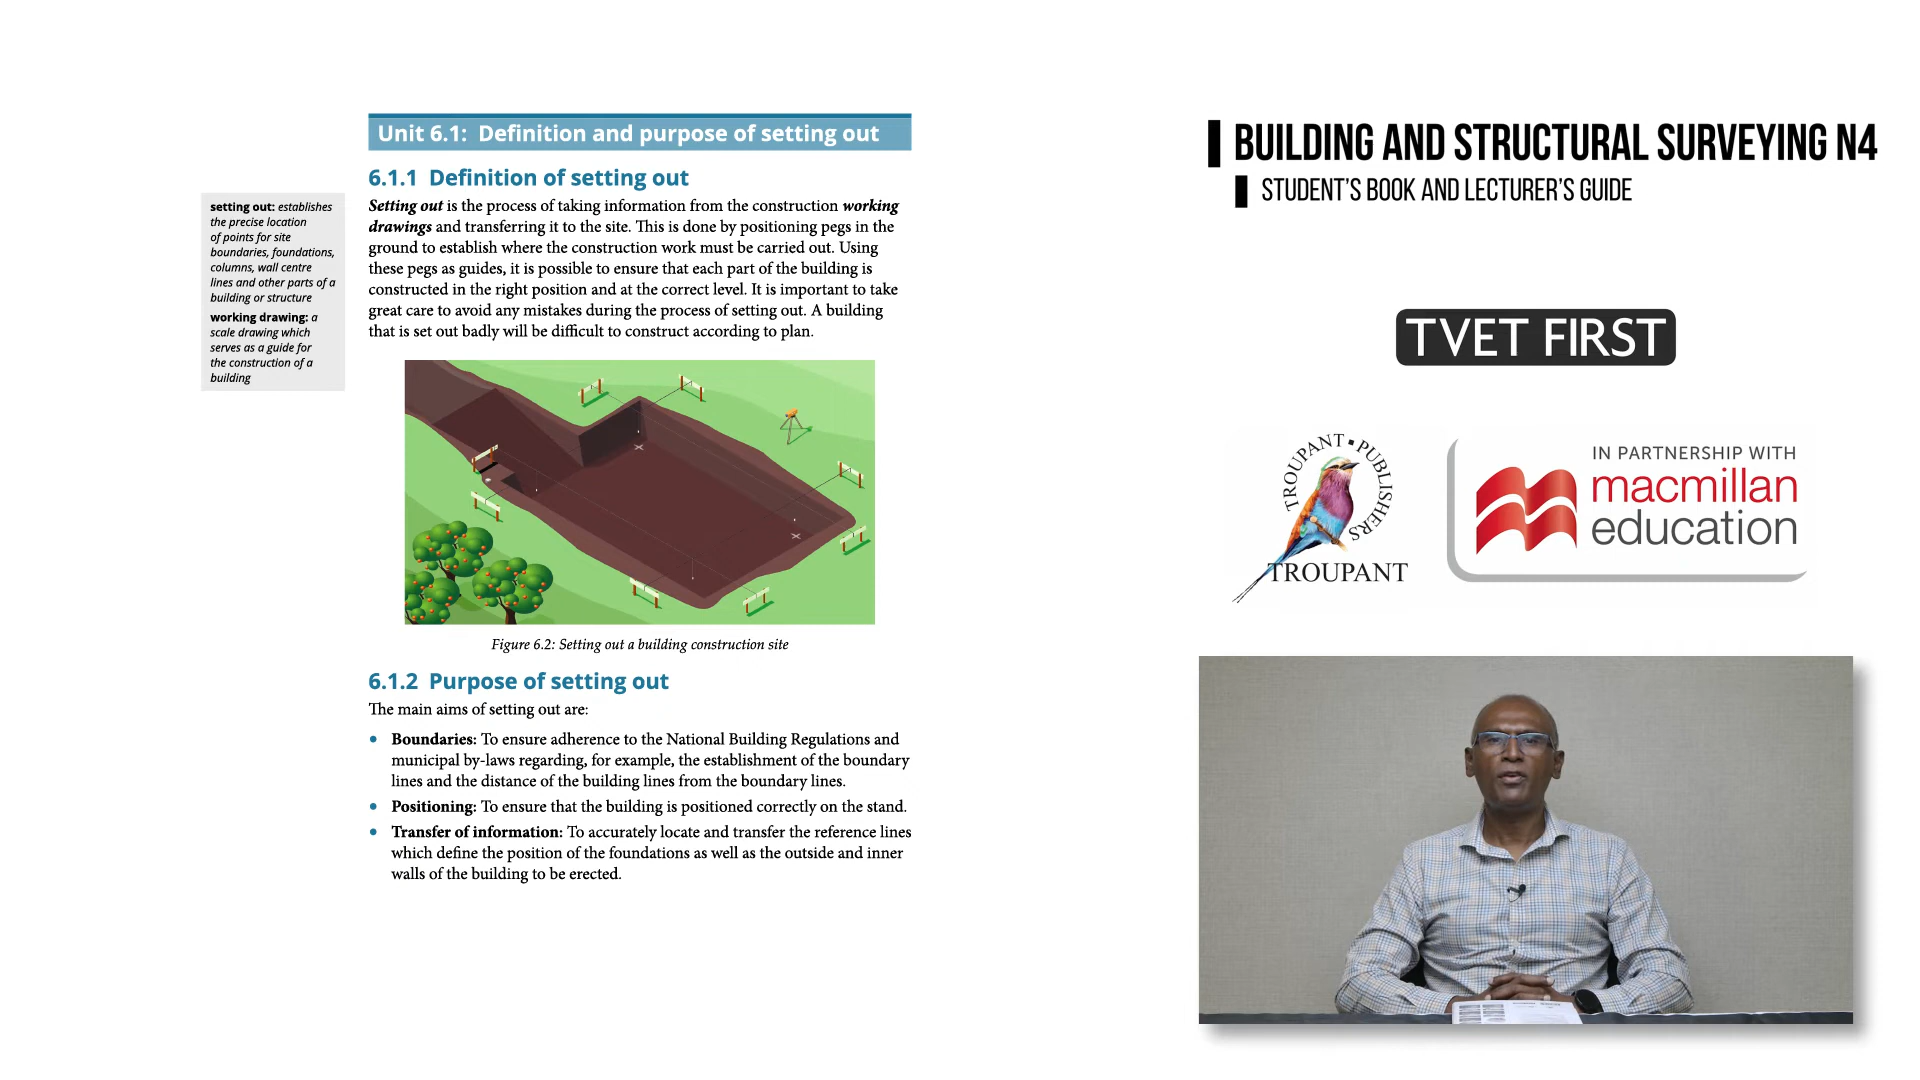 Unit 6.1: Definition and purpose of setting out
6.1.1 Definition of setting out
setting out: establishes
the precise location
of points for site
boundaries, foundations,
columns, wall centre
lines and other parts of a
building or structure
working drawing: a
scale drawing which
serves as a guide for
the construction of a
building
Setting out is the process of taking information from the construction working
drawings and transferring it to the site. This is done by positioning pegs in the
ground to establish where the construction work must be carried out. Using
these pegs as guides, it is possible to ensure that each part of the building is
constructed in the right position and at the correct level. It is important to take
great care to avoid any mistakes during the process of setting out. A building
that is set out badly will be difficult to construct according to plan.
Figure 6.2: Setting out a building construction site
6.1.2 Purpose of setting out
The main aims of setting out are:
• Boundaries: To ensure adherence to the National Building Regulations and
municipal by-laws regarding, for example, the establishment of the boundary
lines and the distance of the building lines from the boundary lines.
• Positioning: To ensure that the building is positioned correctly on the stand.
• Transfer of information: To accurately locate and transfer the reference lines
which define the position of the foundations as well as the outside and inner
walls of the building to be erected.
BUILDING AND STRUCTURAL SURVEYING N4
STUDENT'S BOOK AND LECTURER'S GUIDE
TVET FIRST
TROUPANT PUBLISHERS
TROUPANT
IN PARTNERSHIP WITH
macmillan
education